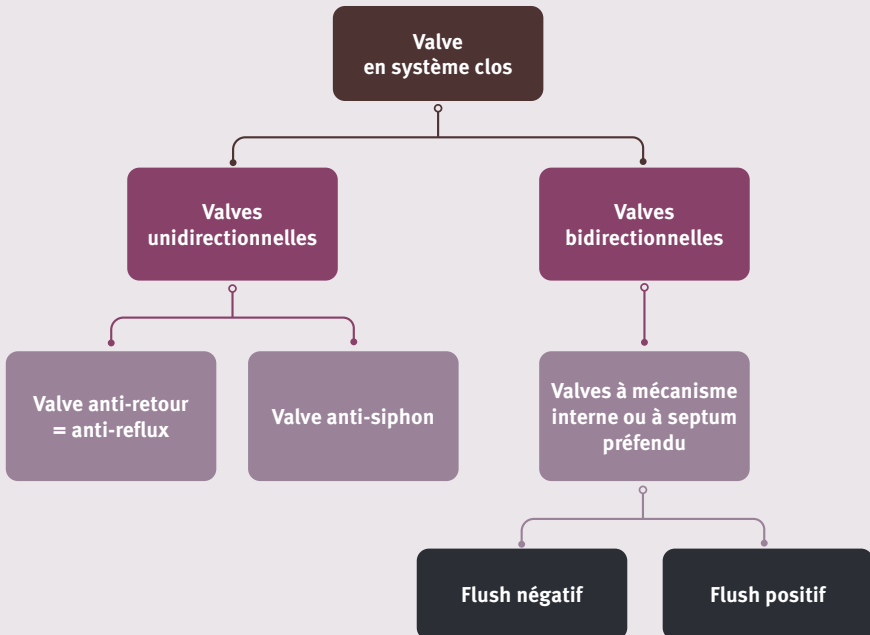 Valve
en système clos
Valves
unidirectionnelles
Valves
bidirectionnelles
Valve anti-retour
= anti-reflux
Valve anti-siphon
Valves à mécanisme
interne ou à septum
préfendu
Flush négatif
Flush positif